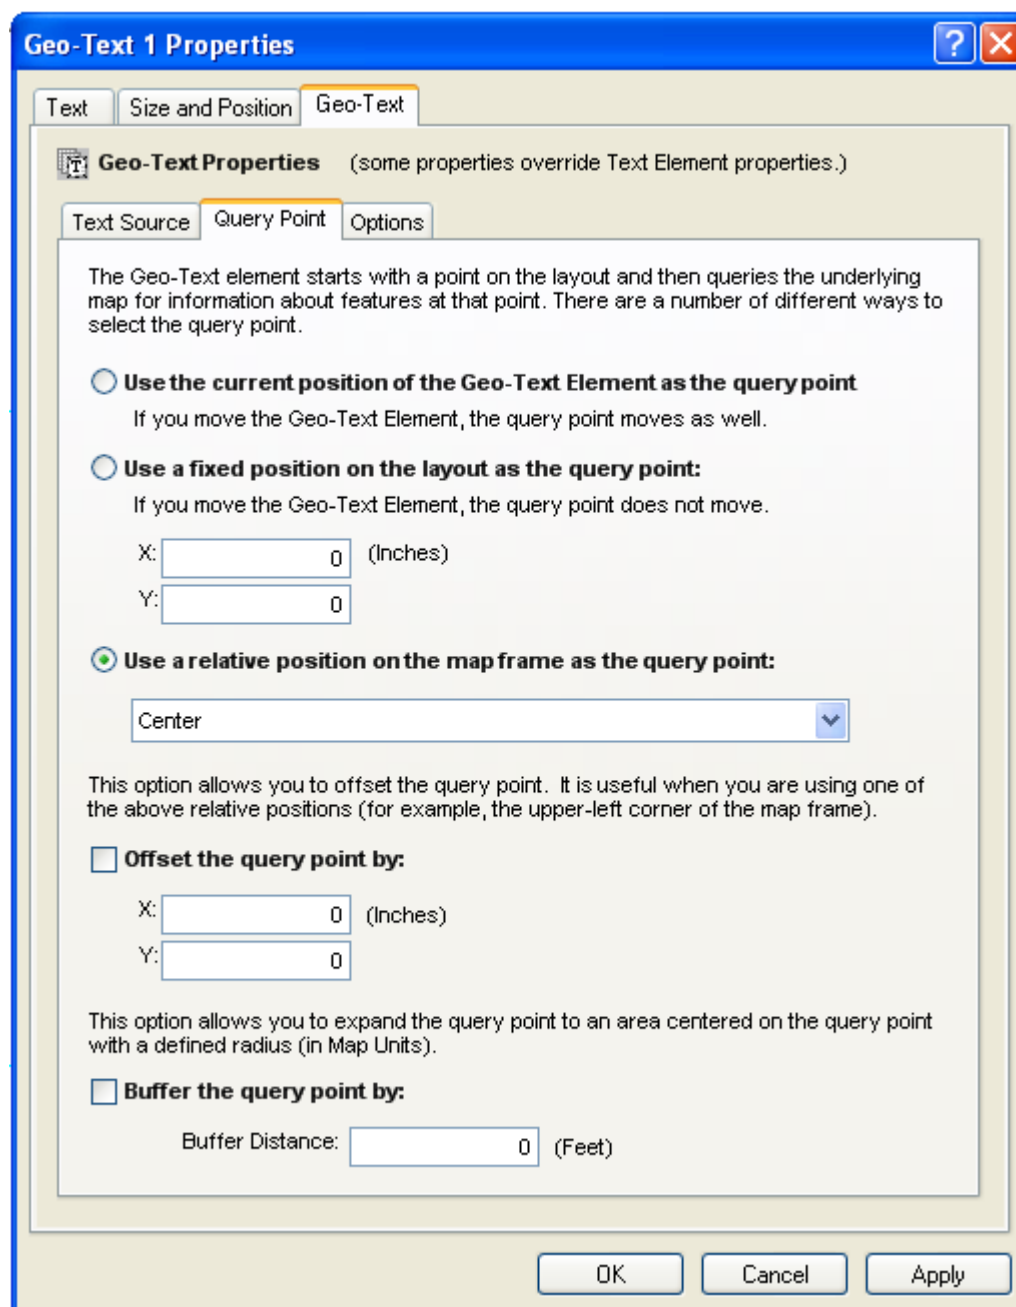 Geo-Text 1 Properties
?
Text Size and Position Geo-Text
Geo-Text Properties (some properties override Text Element properties.)
Text Source Query Point Options
The Geo-Text element starts with a point on the layout and then queries the underlying
map for information about features at that point. There are a number of different ways to
select the query point.
Use the current position of the Geo-Text Element as the query point
If you move the Geo-Text Element, the query point moves as well.
Use a fixed position on the layout as the query point:
If you move the Geo-Text Element, the query point does not move.
X: 0 (Inches)
Y: 0
Use a relative position on the map frame as the query point:
Center
This option allows you to offset the query point. It is useful when you are using one of
the above relative positions (for example, the upper-left corner of the map frame).
Offset the query point by:
X: 0 (Inches)
Y: 0
This option allows you to expand the query point to an area centered on the query point
with a defined radius (in Map Units).
Buffer the query point by:
Buffer Distance: 0 (Feet)
OK Cancel Apply